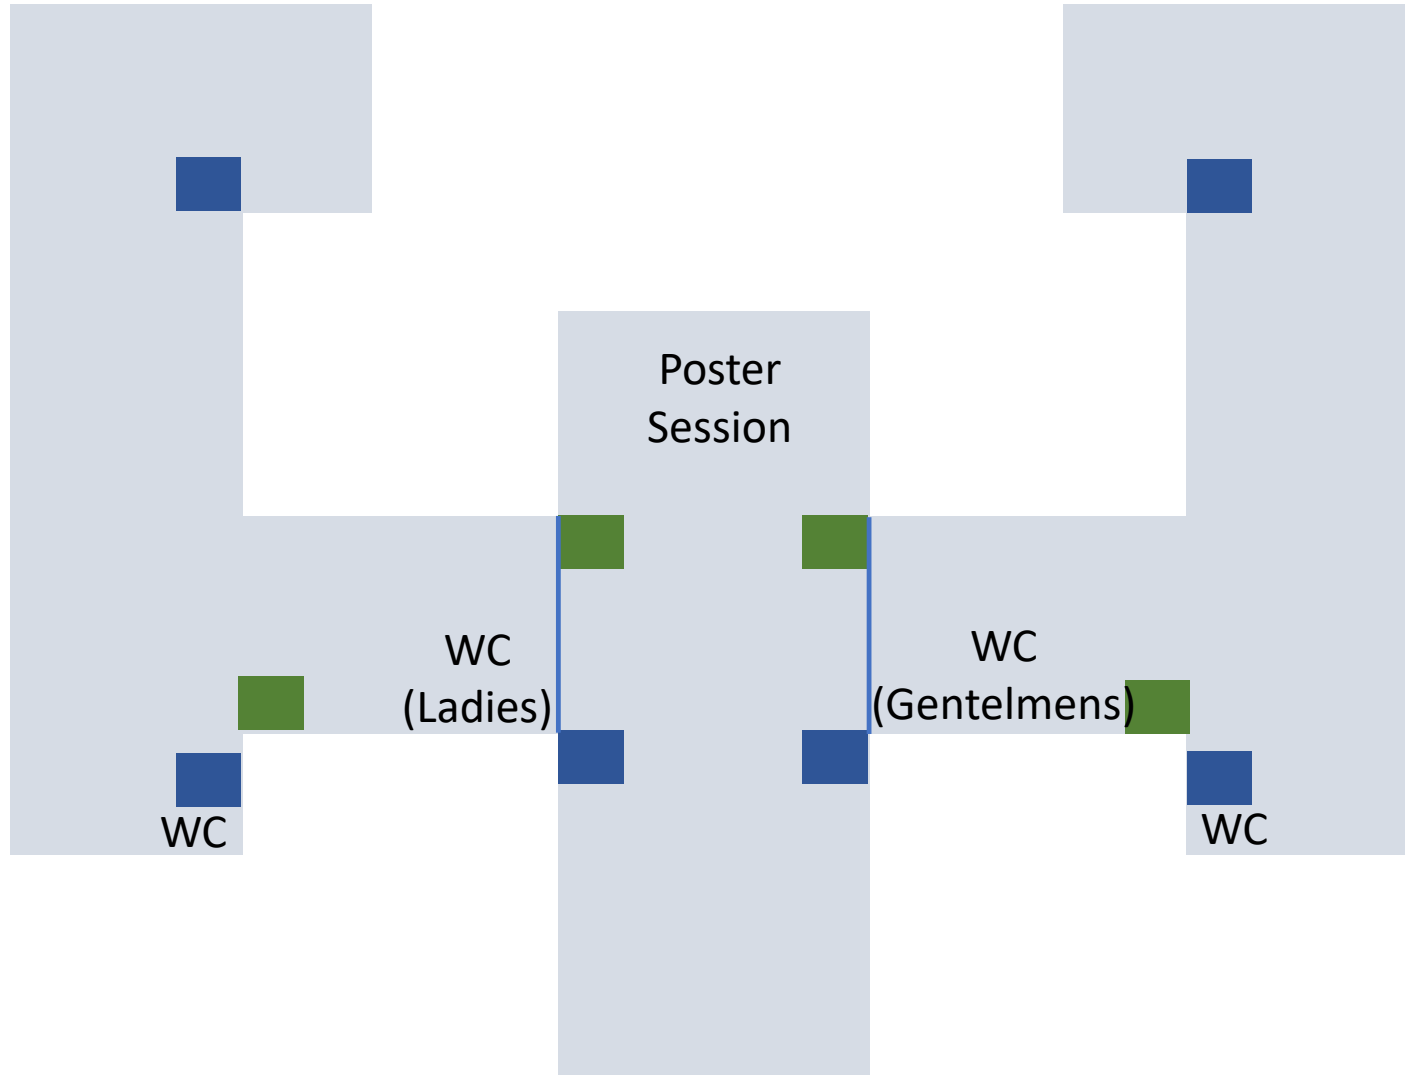 Poster
Session
WC
(Ladies)
WC
(Gentelmens)
WC
WC